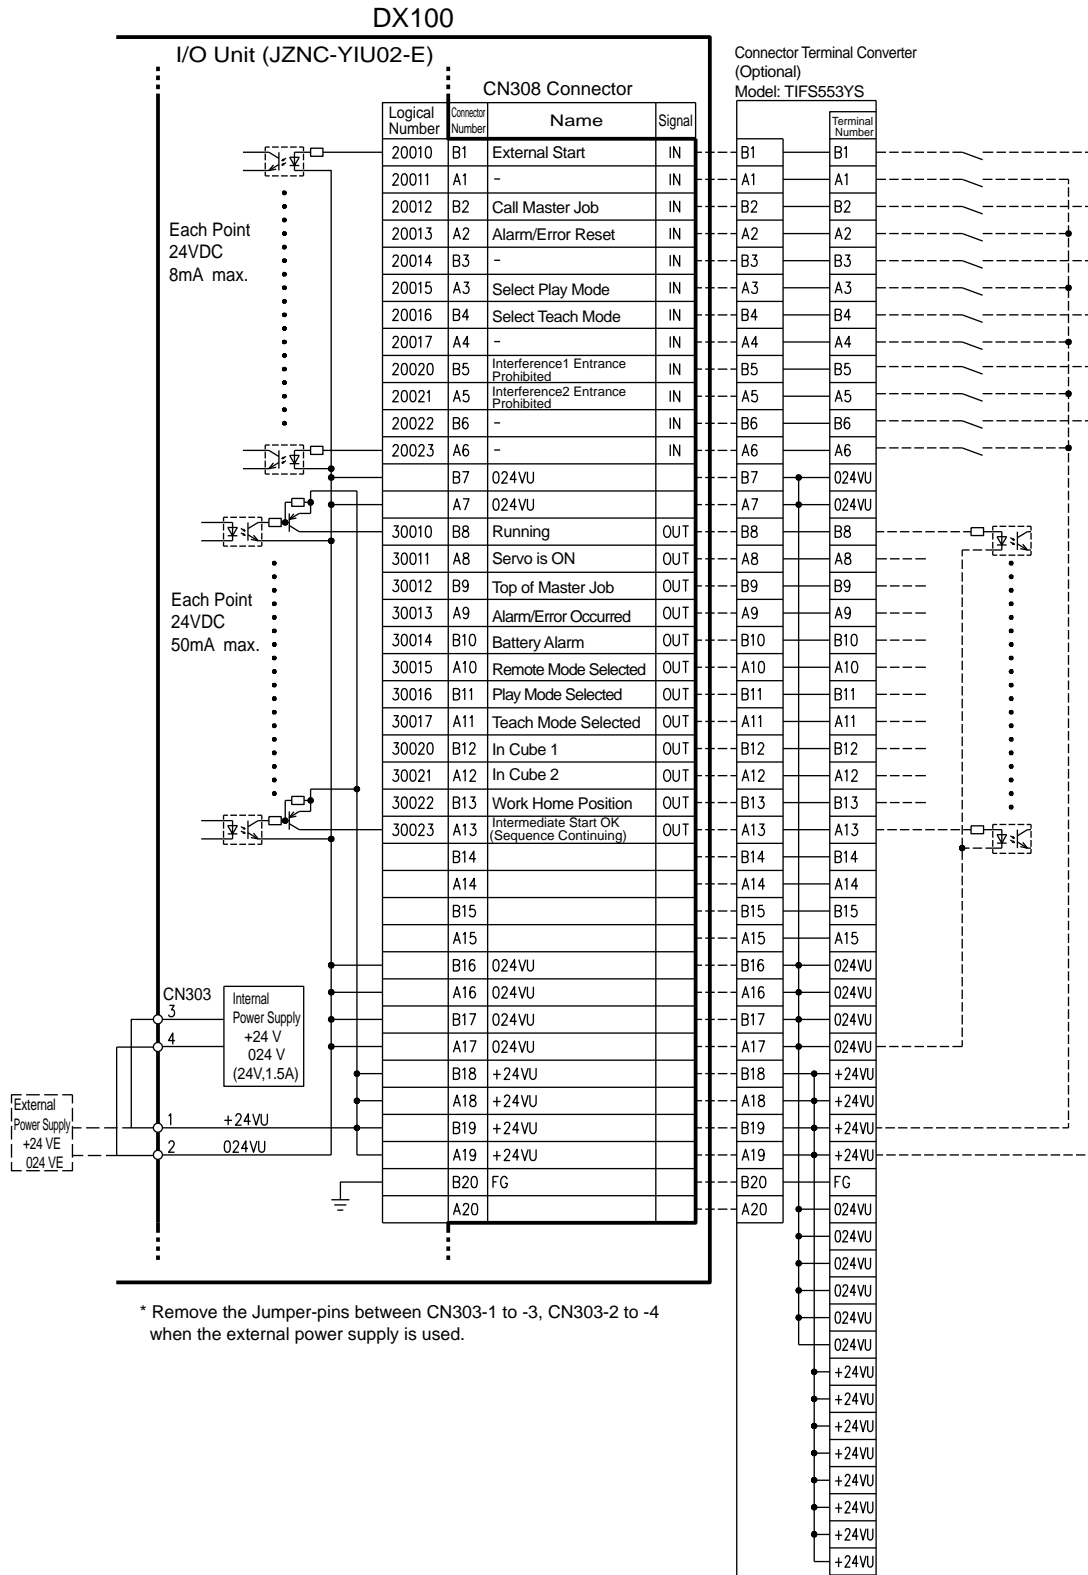 DX100
I/O Unit (JZNC-YIU02-E)
Connector Terminal Converter
(Optional)
Model: TIFS553YS
CN308 Connector
Logical Number Connector Number Name Signal Terminal Number
20010 B1 External Start IN B1 B1
20011 A1 - IN A1 A1
20012 B2 Call Master Job IN B2 B2
20013 A2 Alarm/Error Reset IN A2 A2
20014 B3 - IN B3 B3
20015 A3 Select Play Mode IN A3 A3
20016 B4 Select Teach Mode IN B4 B4
20017 A4 - IN A4 A4
20020 B5 Interference1 Entrance Prohibited IN B5 B5
20021 A5 Interference2 Entrance Prohibited IN A5 A5
20022 B6 - IN B6 B6
20023 A6 - IN A6 A6
B7 024VU B7 024VU
A7 024VU A7 024VU
30010 B8 Running OUT B8 B8
30011 A8 Servo is ON OUT A8 A8
30012 B9 Top of Master Job OUT B9 B9
30013 A9 Alarm/Error Occurred OUT A9 A9
30014 B10 Battery Alarm OUT B10 B10
30015 A10 Remote Mode Selected OUT A10 A10
30016 B11 Play Mode Selected OUT B11 B11
30017 A11 Teach Mode Selected OUT A11 A11
30020 B12 In Cube 1 OUT B12 B12
30021 A12 In Cube 2 OUT A12 A12
30022 B13 Work Home Position OUT B13 B13
30023 A13 Intermediate Start OK (Sequence Continuing) OUT A13 A13
B14 B14 B14
A14 A14 A14
B15 B15 B15
A15 A15 A15
B16 024VU B16 024VU
A16 024VU A16 024VU
B17 024VU B17 024VU
A17 024VU A17 024VU
B18 +24VU B18 +24VU
A18 +24VU A18 +24VU
B19 +24VU B19 +24VU
A19 +24VU A19 +24VU
B20 FG B20 FG
A20 A20 024VU
024VU
024VU
024VU
024VU
024VU
+24VU
+24VU
+24VU
+24VU
+24VU
+24VU
+24VU
+24VU
Each Point
24VDC
8mA max.
Each Point
24VDC
50mA max.
CN303
3
4
Internal
Power Supply
+24 V
024 V
(24V,1.5A)
External
Power Supply
+24 VE
024 VE
1 +24VU
2 024VU
* Remove the Jumper-pins between CN303-1 to -3, CN303-2 to -4
when the external power supply is used.